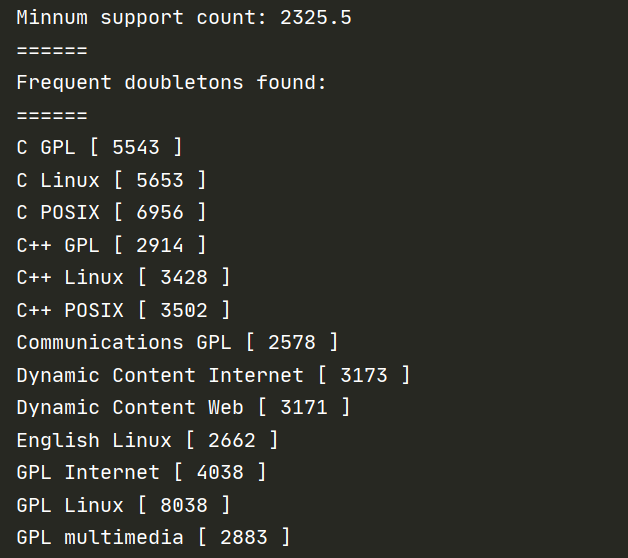 Minnum support count: 2325.5
======
Frequent doubletons found:
======
C GPL [ 5543 ]
C Linux [ 5653 ]
C POSIX [ 6956 ]
C++ GPL [ 2914 ]
C++ Linux [ 3428 ]
C++ POSIX [ 3502 ]
Communications GPL [ 2578 ]
Dynamic Content Internet [ 3173 ]
Dynamic Content Web [ 3171 ]
English Linux [ 2662 ]
GPL Internet [ 4038 ]
GPL Linux [ 8038 ]
GPL multimedia [ 2883 ]